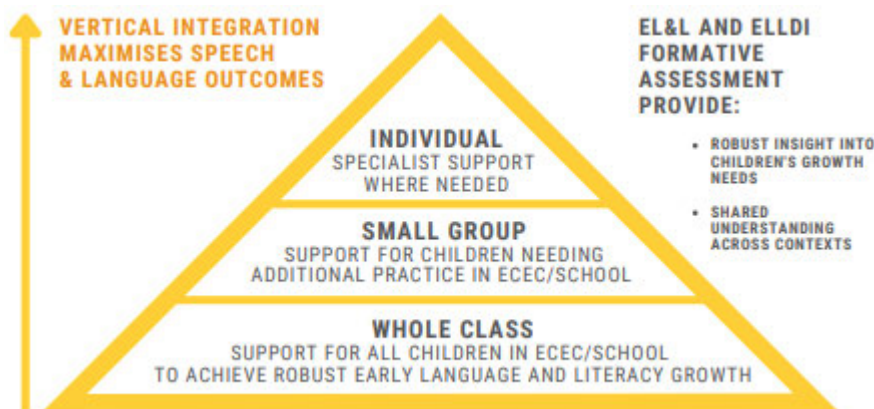 VERTICAL INTEGRATION
MAXIMISES SPEECH
& LANGUAGE OUTCOMES
INDIVIDUAL
SPECIALIST SUPPORT
WHERE NEEDED
SMALL GROUP
SUPPORT FOR CHILDREN NEEDING
ADDITIONAL PRACTICE IN ECEC/SCHOOL
WHOLE CLASS
SUPPORT FOR ALL CHILDREN IN ECEC/SCHOOL
TO ACHIEVE ROBUST EARLY LANGUAGE AND LITERACY GROWTH
EL&L AND ELLDI
FORMATIVE
ASSESSMENT
PROVIDE:
• ROBUST INSIGHT INTO
CHILDREN'S GROWTH
NEEDS
• SHARED
UNDERSTANDING
ACROSS CONTEXTS